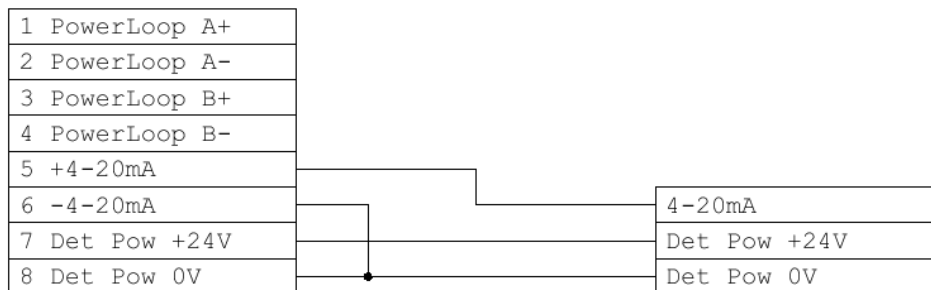 1 PowerLoop A+
2 PowerLoop A-
3 PowerLoop B+
4 PowerLoop B-
5 +4-20mA
6 -4-20mA
7 Det Pow +24V
8 Det Pow 0V
4-20mA
Det Pow +24V
Det Pow 0V